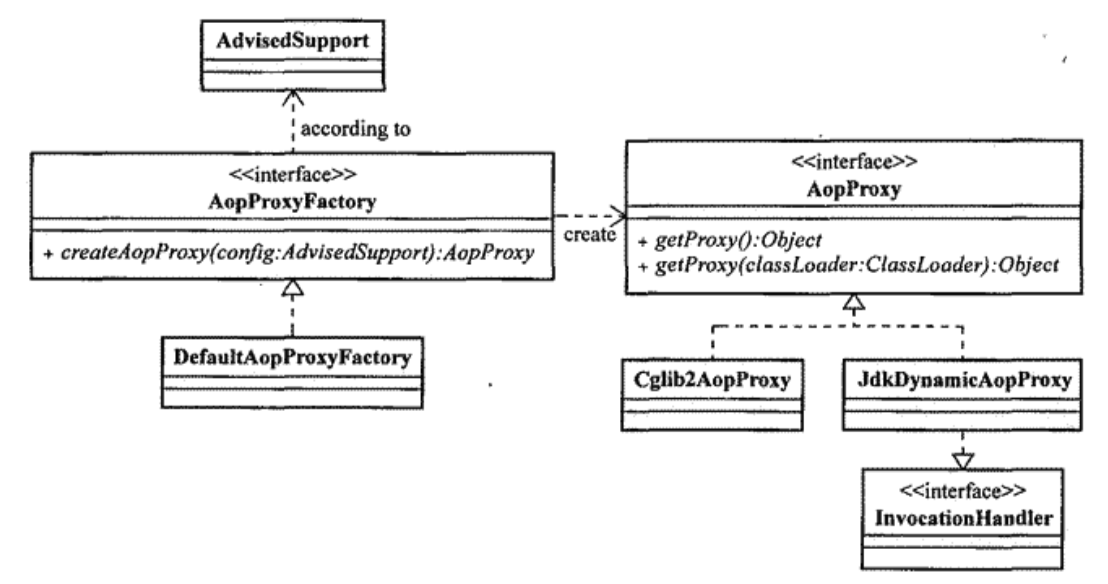 AdvisedSupport
according to
<<interface>>
AopProxyFactory
+ createAopProxy(config:AdvisedSupport):AopProxy
create
<<interface>>
AopProxy
+ getProxy():Object
+ getProxy(classLoader:ClassLoader):Object
DefaultAopProxyFactory
Cglib2AopProxy
JdkDynamicAopProxy
<<interface>>
InvocationHandler